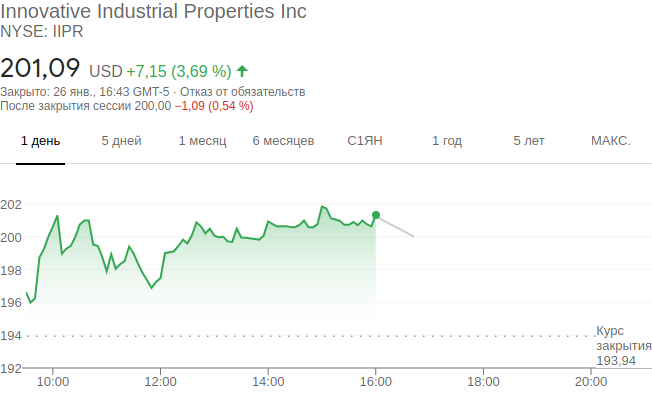 Innovative Industrial Properties Inc
NYSE: IIPR
201,09 USD +7,15 (3,69 %)
Закрыто: 26 янв., 16:43 GMT-5 · Отказ от обязательств
После закрытия сессии 200,00 −1,09 (0,54 %)
1 день 5 дней 1 месяц 6 месяцев С1ЯН 1 год 5 лет МАКС.
202
200
198
196
194
Курс
закрытия
193,94
192
10:00 12:00 14:00 16:00 18:00 20:00